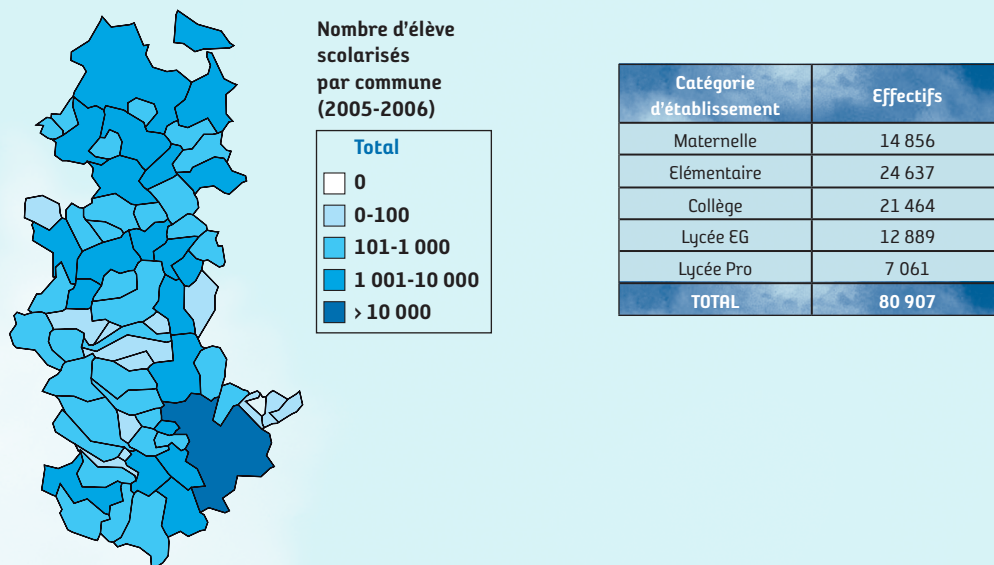 Nombre d'élève
scolarisés
par commune
(2005-2006)
Total
0
0-100
101-1 000
1 001-10 000
> 10 000
Catégorie
d'établissement
Effectifs
Maternelle 14 856
Elémentaire 24 637
Collège 21 464
Lycée EG 12 889
Lycée Pro 7 061
TOTAL 80 907